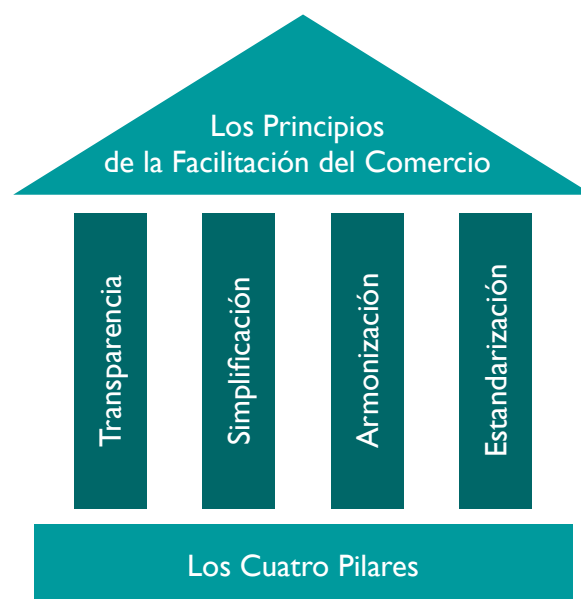 Los Principios
de la Facilitación del Comercio
Transparencia
Simplificación
Armonización
Estandarización
Los Cuatro Pilares